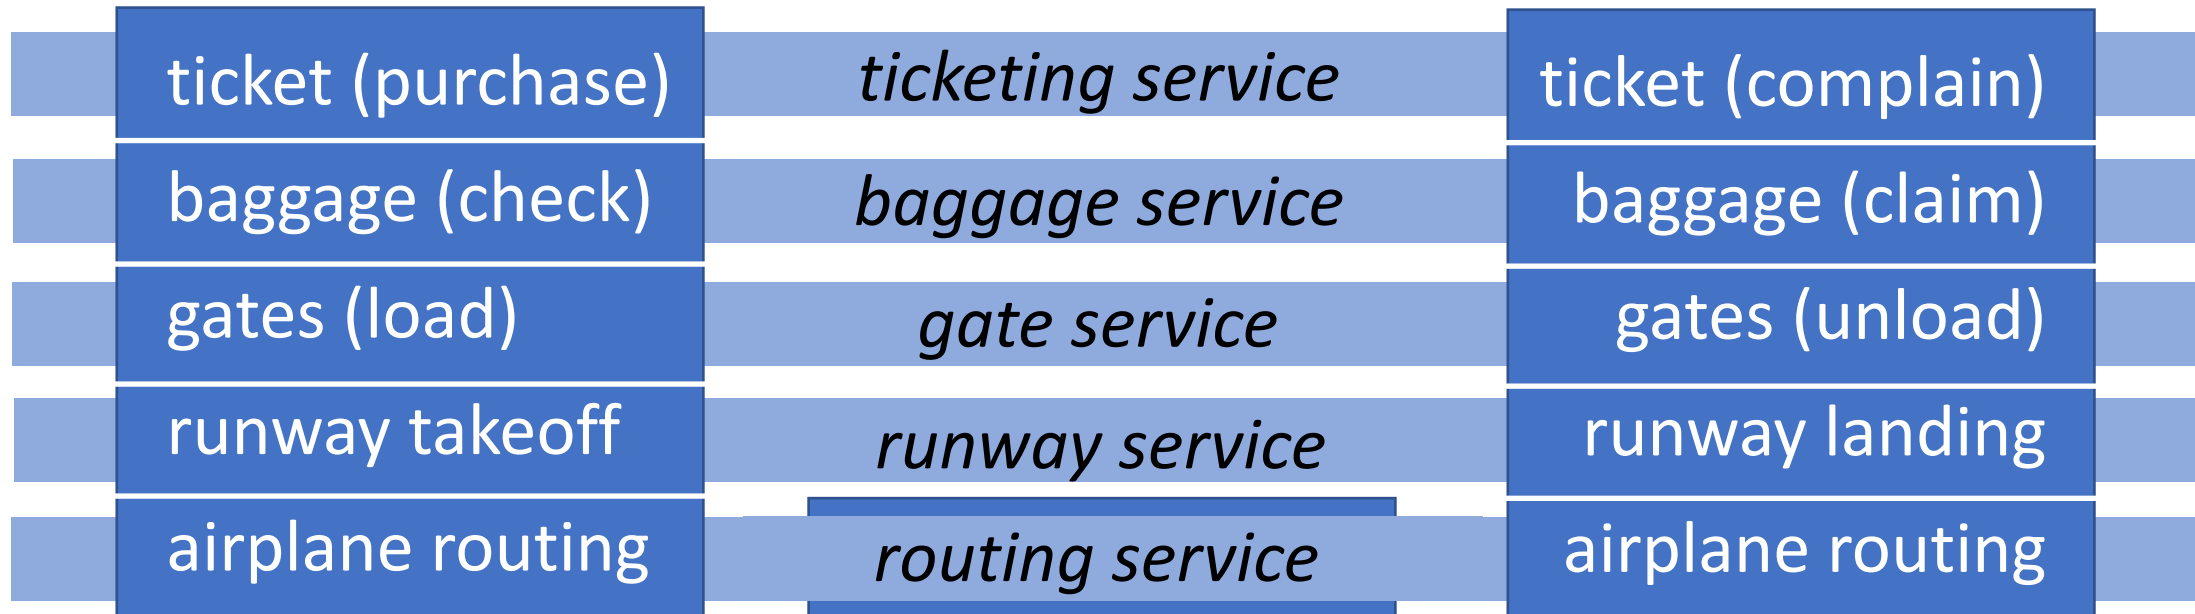 ticket (purchase) ticketing service ticket (complain)
baggage (check) baggage service baggage (claim)
gates (load) gate service gates (unload)
runway takeoff runway service runway landing
airplane routing routing service airplane routing